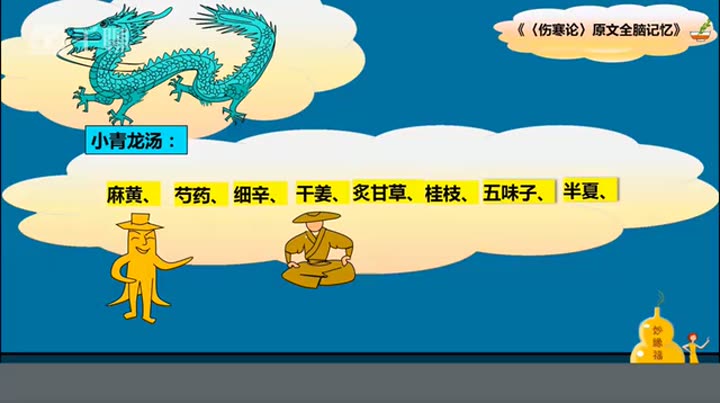 《〈伤寒论〉原文全脑记忆》
小青龙汤：
麻黄、 芍药、 细辛、 干姜、 炙甘草、 桂枝、 五味子、 半夏、
妙
缘
福